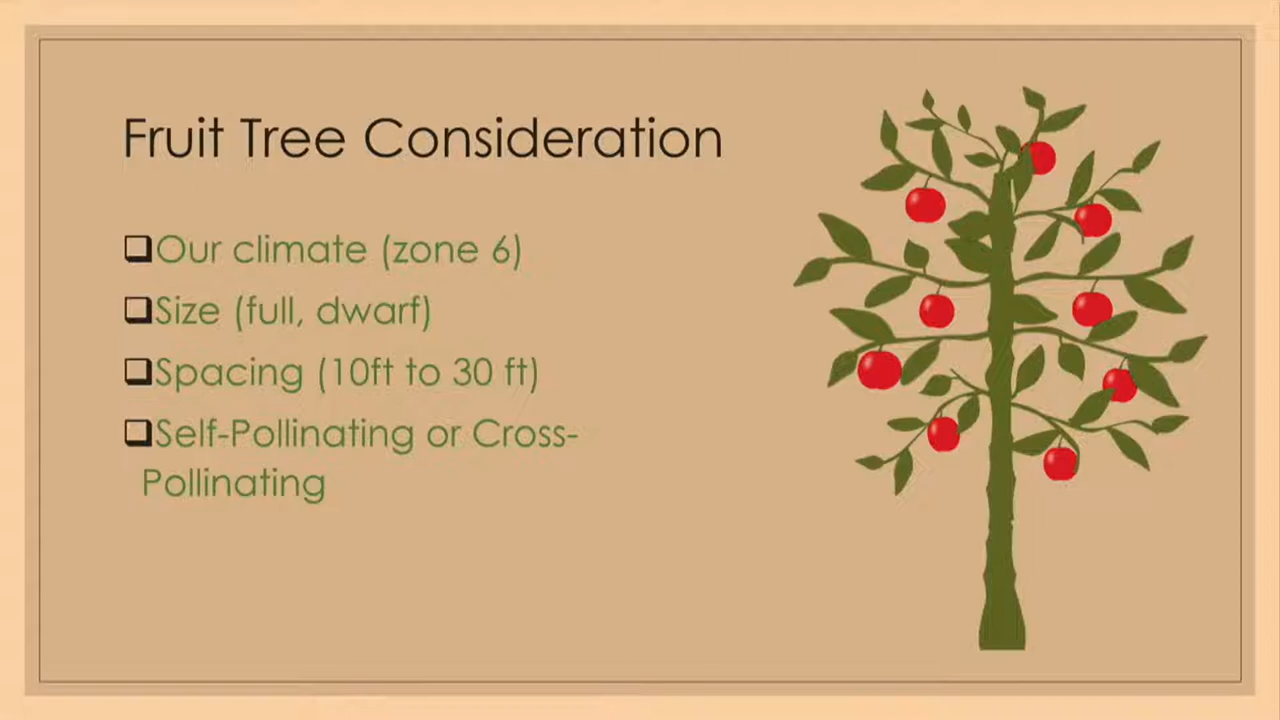 Fruit Tree Consideration
❑Our climate (zone 6)
❑Size (full, dwarf)
❑Spacing (10ft to 30 ft)
❑Self-Pollinating or Cross-
Pollinating